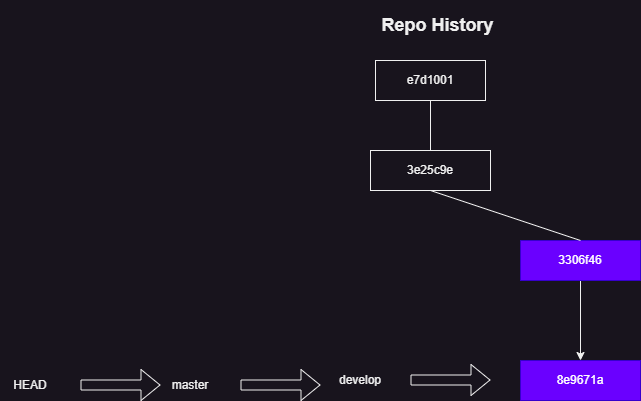 Repo History
e7d1001
3e25c9e
3306f46
HEAD
master
develop
8e9671a